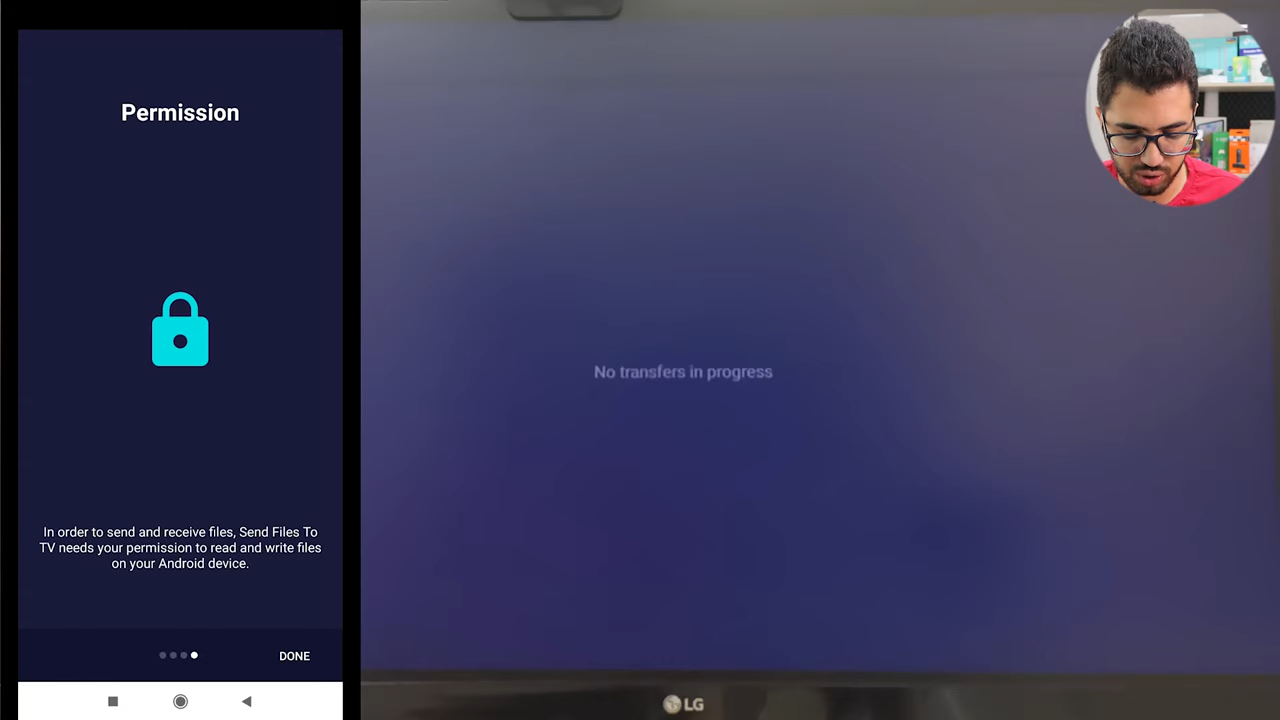 Permission
In order to send and receive files, Send Files To
TV needs your permission to read and write files
on your Android device.
DONE
No transfers in progress
LG